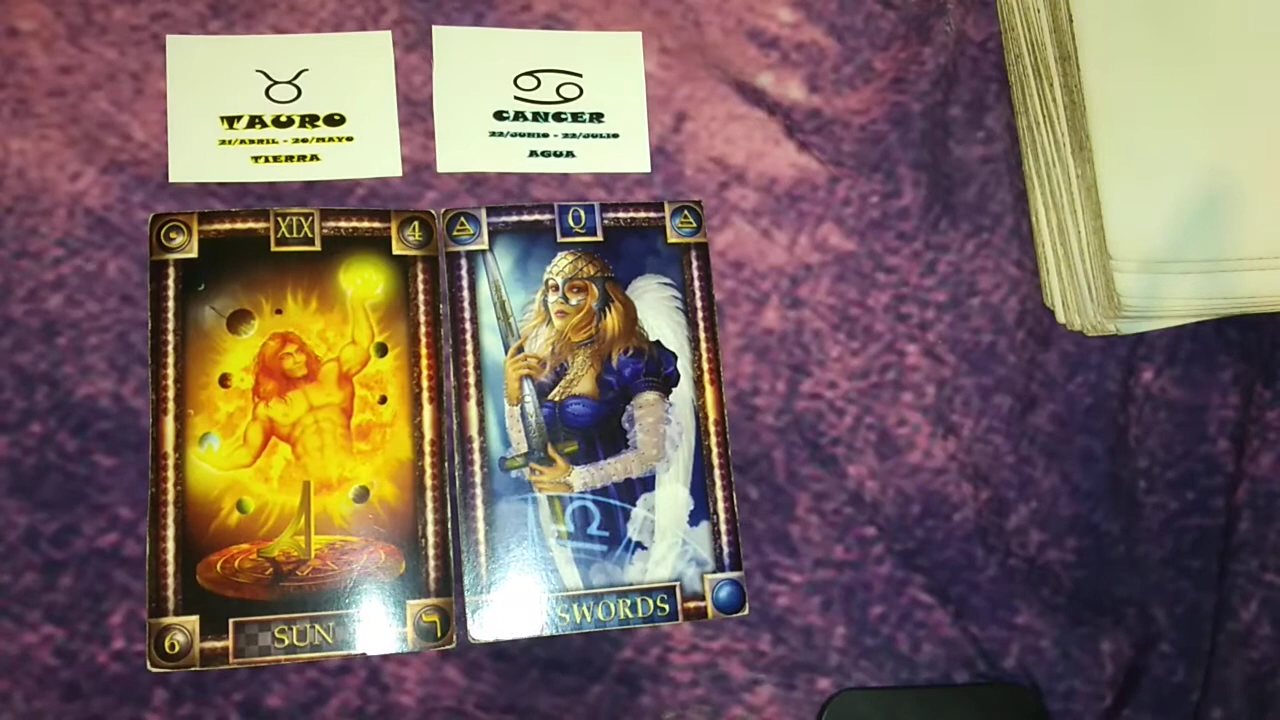 TAURO
21/ABRIL - 20/MAYO
TIERRA
CANCER
22/JUNIO - 22/JULIO
AGUA
XIX
4
6
SUN
ר
Q
SWORDS